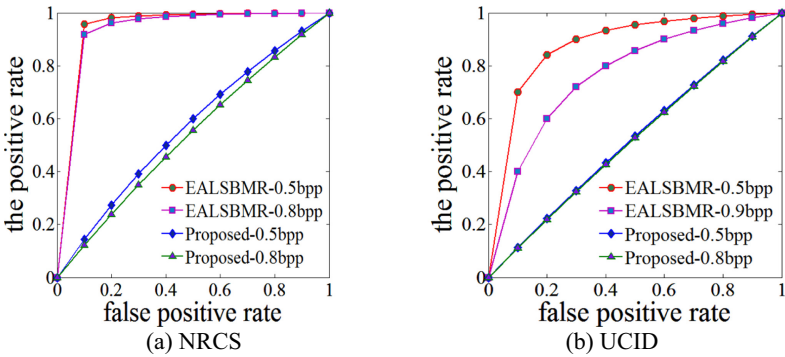 1
0.8
0.6
0.4
0.2
0
the positive rate
EALSBMR-0.5bpp
EALSBMR-0.8bpp
Proposed-0.5bpp
Proposed-0.8bpp
0 0.2 0.4 0.6 0.8 1
false positive rate
(a) NRCS
1
0.8
0.6
0.4
0.2
0
the positive rate
EALSBMR-0.5bpp
EALSBMR-0.9bpp
Proposed-0.5bpp
Proposed-0.8bpp
0 0.2 0.4 0.6 0.8 1
false positive rate
(b) UCID